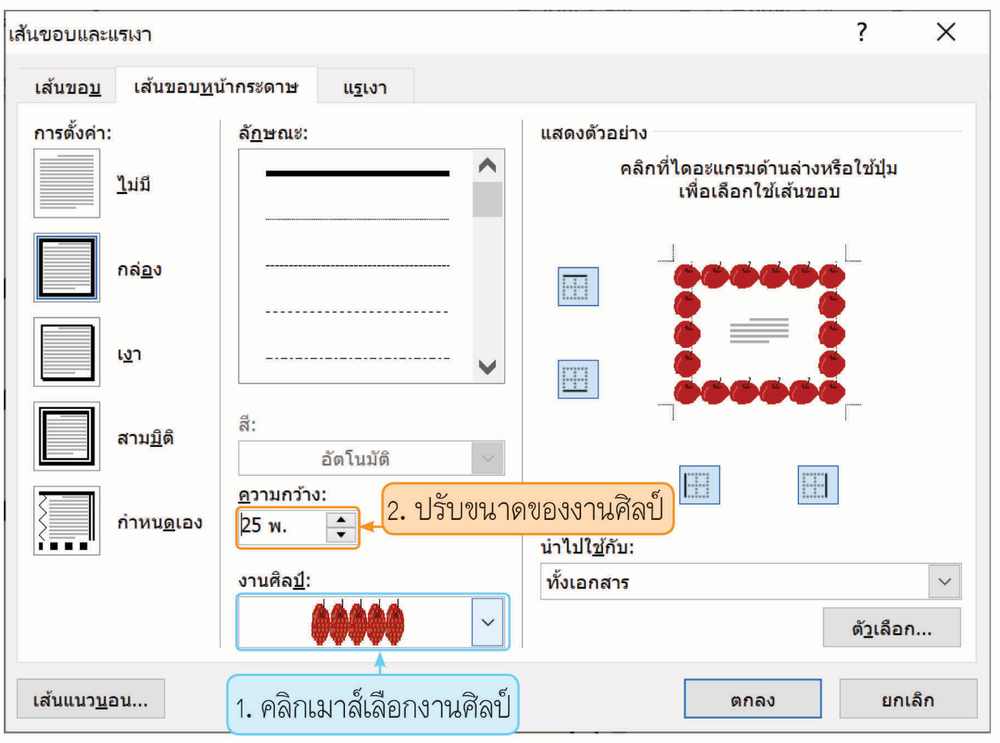 เส้นขอบและแรเงา
?
เส้นขอบ
เส้นขอบหน้ากระดาษ
แรเงา
การตั้งค่า:
ไม่มี
กล่อง
เงา
สามมิติ
กำหนดเอง
ลักษณะ:
สี:
อัตโนมัติ
ความกว้าง:
25 พ.
2. ปรับขนาดของงานศิลป์
งานศิลป์:
1. คลิกเมาส์เลือกงานศิลป์
แสดงตัวอย่าง
คลิกที่ไดอะแกรมด้านล่างหรือใช้ปุ่ม
เพื่อเลือกใช้เส้นขอบ
นำไปใช้กับ:
ทั้งเอกสาร
ตัวเลือก...
เส้นแนวนอน...
ตกลง
ยกเลิก